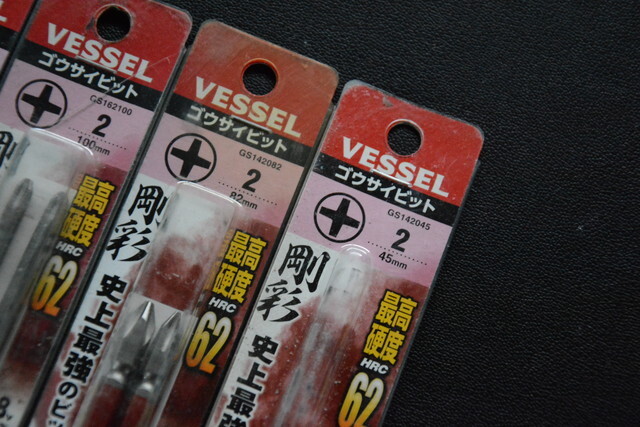 VESSEL
ゴウサイビット
GS162100
2
100mm
剛
彩
最高
硬度
HRC
62
VESSEL
ゴウサイビット
GS142082
2
82mm
剛彩
史上最強のビッ
最高
硬度
HRC
62
VESSEL
ゴウサイビット
GS142045
2
45mm
剛彩
史上最
最高
硬度
HRC
62